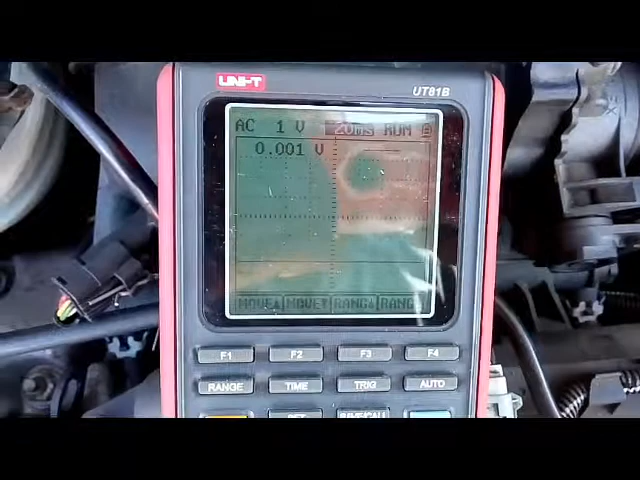 UNI-T
UT81B
AC 1 V 20ms RUN
0.001 V
F1 F2 F3 F4
RANGE TIME TRIG AUTO